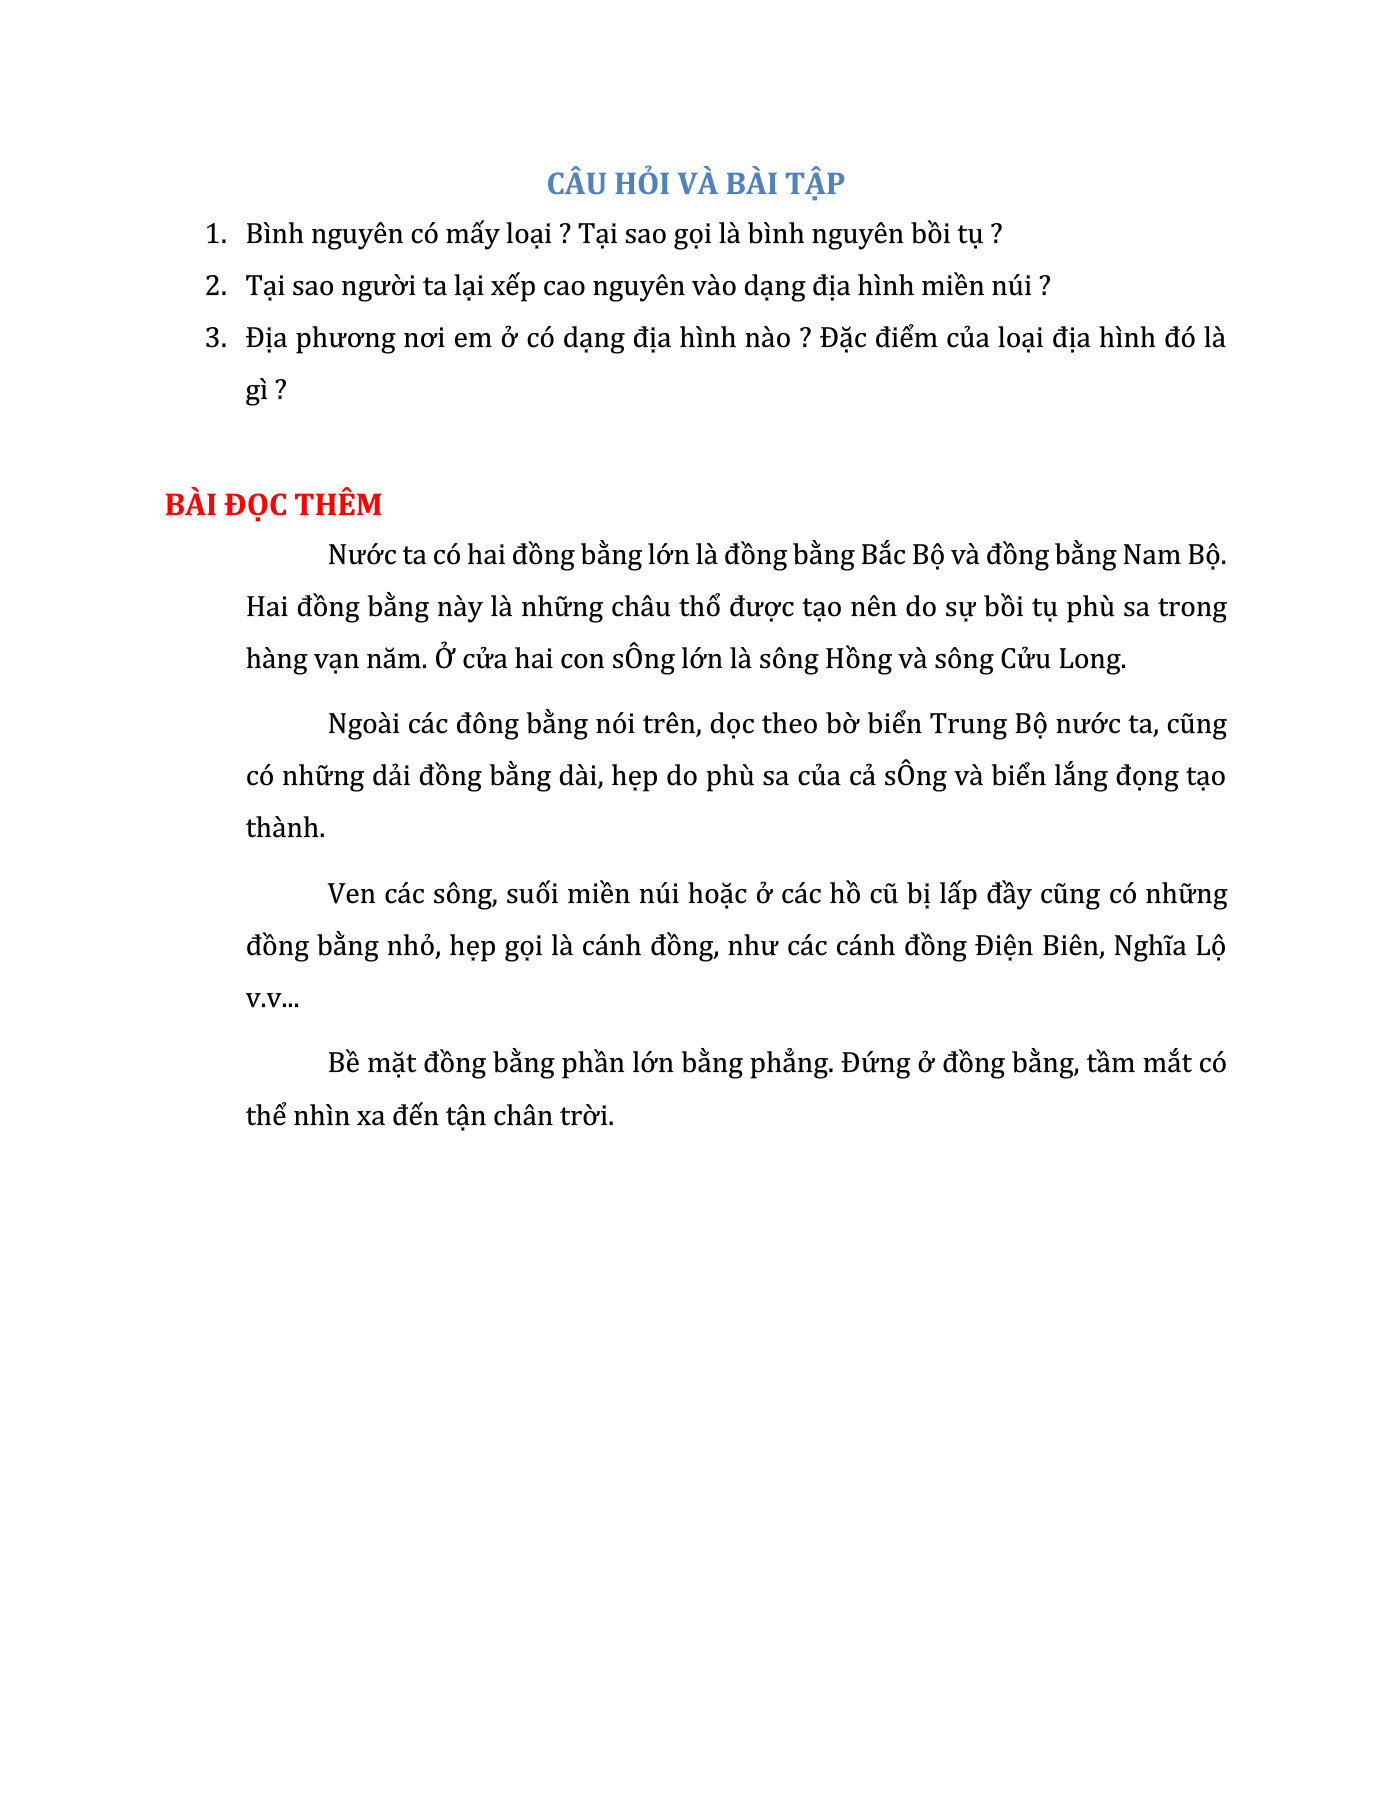 CÂU HỎI VÀ BÀI TẬP
1. Bình nguyên có mấy loại ? Tại sao gọi là bình nguyên bồi tụ ?
2. Tại sao người ta lại xếp cao nguyên vào dạng địa hình miền núi ?
3. Địa phương nơi em ở có dạng địa hình nào ? Đặc điểm của loại địa hình đó là
gì ?
BÀI ĐỌC THÊM
Nước ta có hai đồng bằng lớn là đồng bằng Bắc Bộ và đồng bằng Nam Bộ.
Hai đồng bằng này là những châu thổ được tạo nên do sự bồi tụ phù sa trong
hàng vạn năm. Ở cửa hai con sÔng lớn là sông Hồng và sông Cửu Long.
Ngoài các đông bằng nói trên, dọc theo bờ biển Trung Bộ nước ta, cũng
có những dải đồng bằng dài, hẹp do phù sa của cả sÔng và biển lắng đọng tạo
thành.
Ven các sông, suối miền núi hoặc ở các hồ cũ bị lấp đầy cũng có những
đồng bằng nhỏ, hẹp gọi là cánh đồng, như các cánh đồng Điện Biên, Nghĩa Lộ
v.v...
Bề mặt đồng bằng phần lớn bằng phẳng. Đứng ở đồng bằng, tầm mắt có
thể nhìn xa đến tận chân trời.